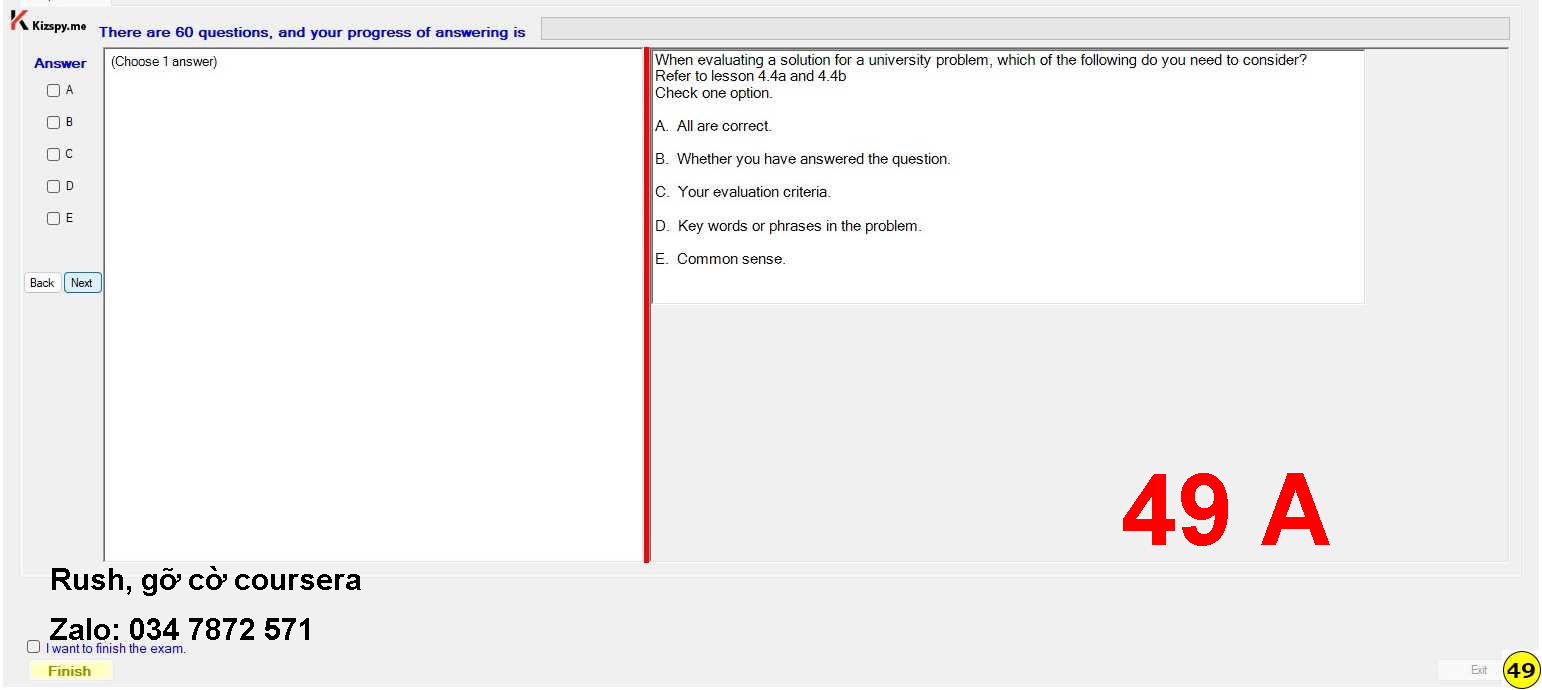 Kizspy.me
There are 60 questions, and your progress of answering is
Answer
(Choose 1 answer)
A
B
C
D
E
Back
Next
When evaluating a solution for a university problem, which of the following do you need to consider?
Refer to lesson 4.4a and 4.4b
Check one option.
A. All are correct.
B. Whether you have answered the question.
C. Your evaluation criteria.
D. Key words or phrases in the problem.
E. Common sense.
49 A
Rush, gỡ cờ coursera
Zalo: 034 7872 571
I want to finish the exam.
Finish
Exit
49